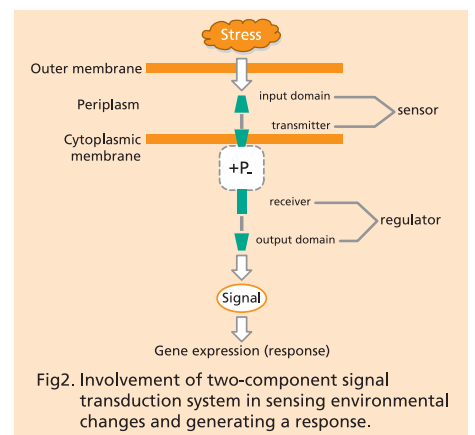 Stress
Outer membrane
input domain
Periplasm
sensor
transmitter
Cytoplasmic
membrane
+P-
receiver
regulator
output domain
Signal
Gene expression (response)
Fig2. Involvement of two-component signal
transduction system in sensing environmental
changes and generating a response.